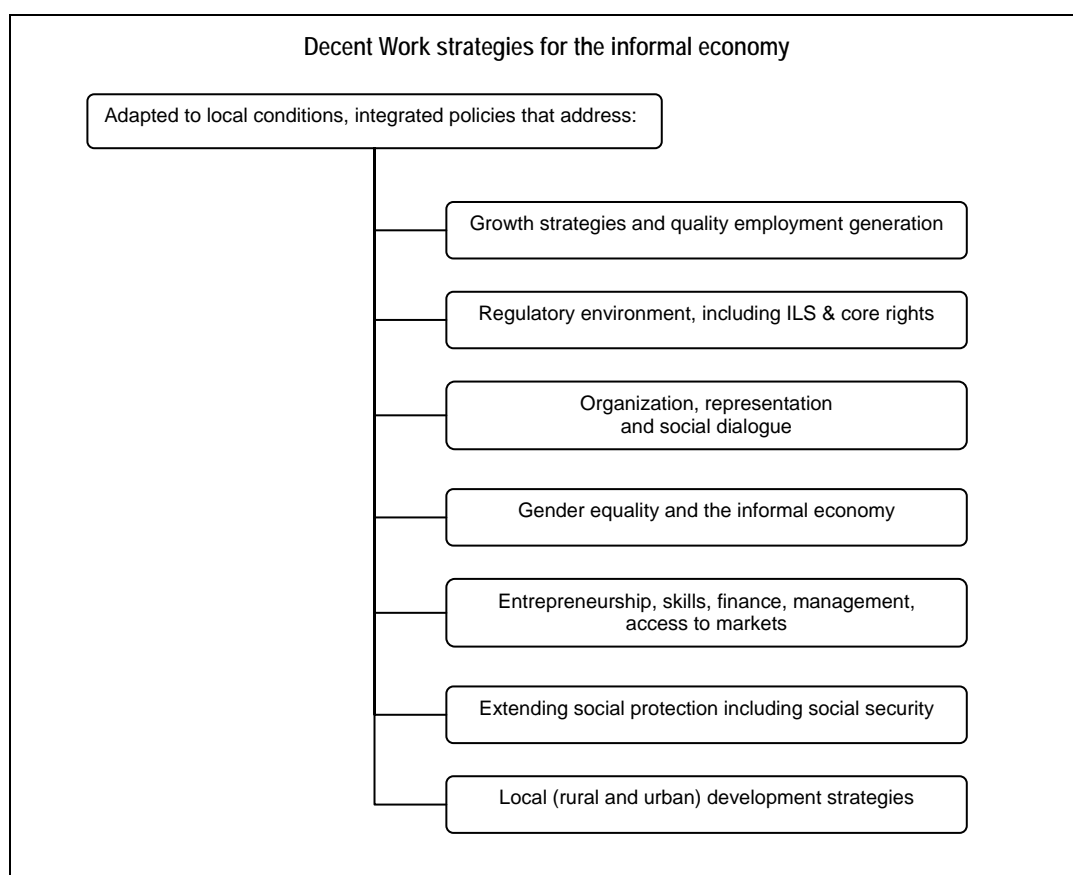 Decent Work strategies for the informal economy
Adapted to local conditions, integrated policies that address:
Growth strategies and quality employment generation
Regulatory environment, including ILS & core rights
Organization, representation
and social dialogue
Gender equality and the informal economy
Entrepreneurship, skills, finance, management,
access to markets
Extending social protection including social security
Local (rural and urban) development strategies